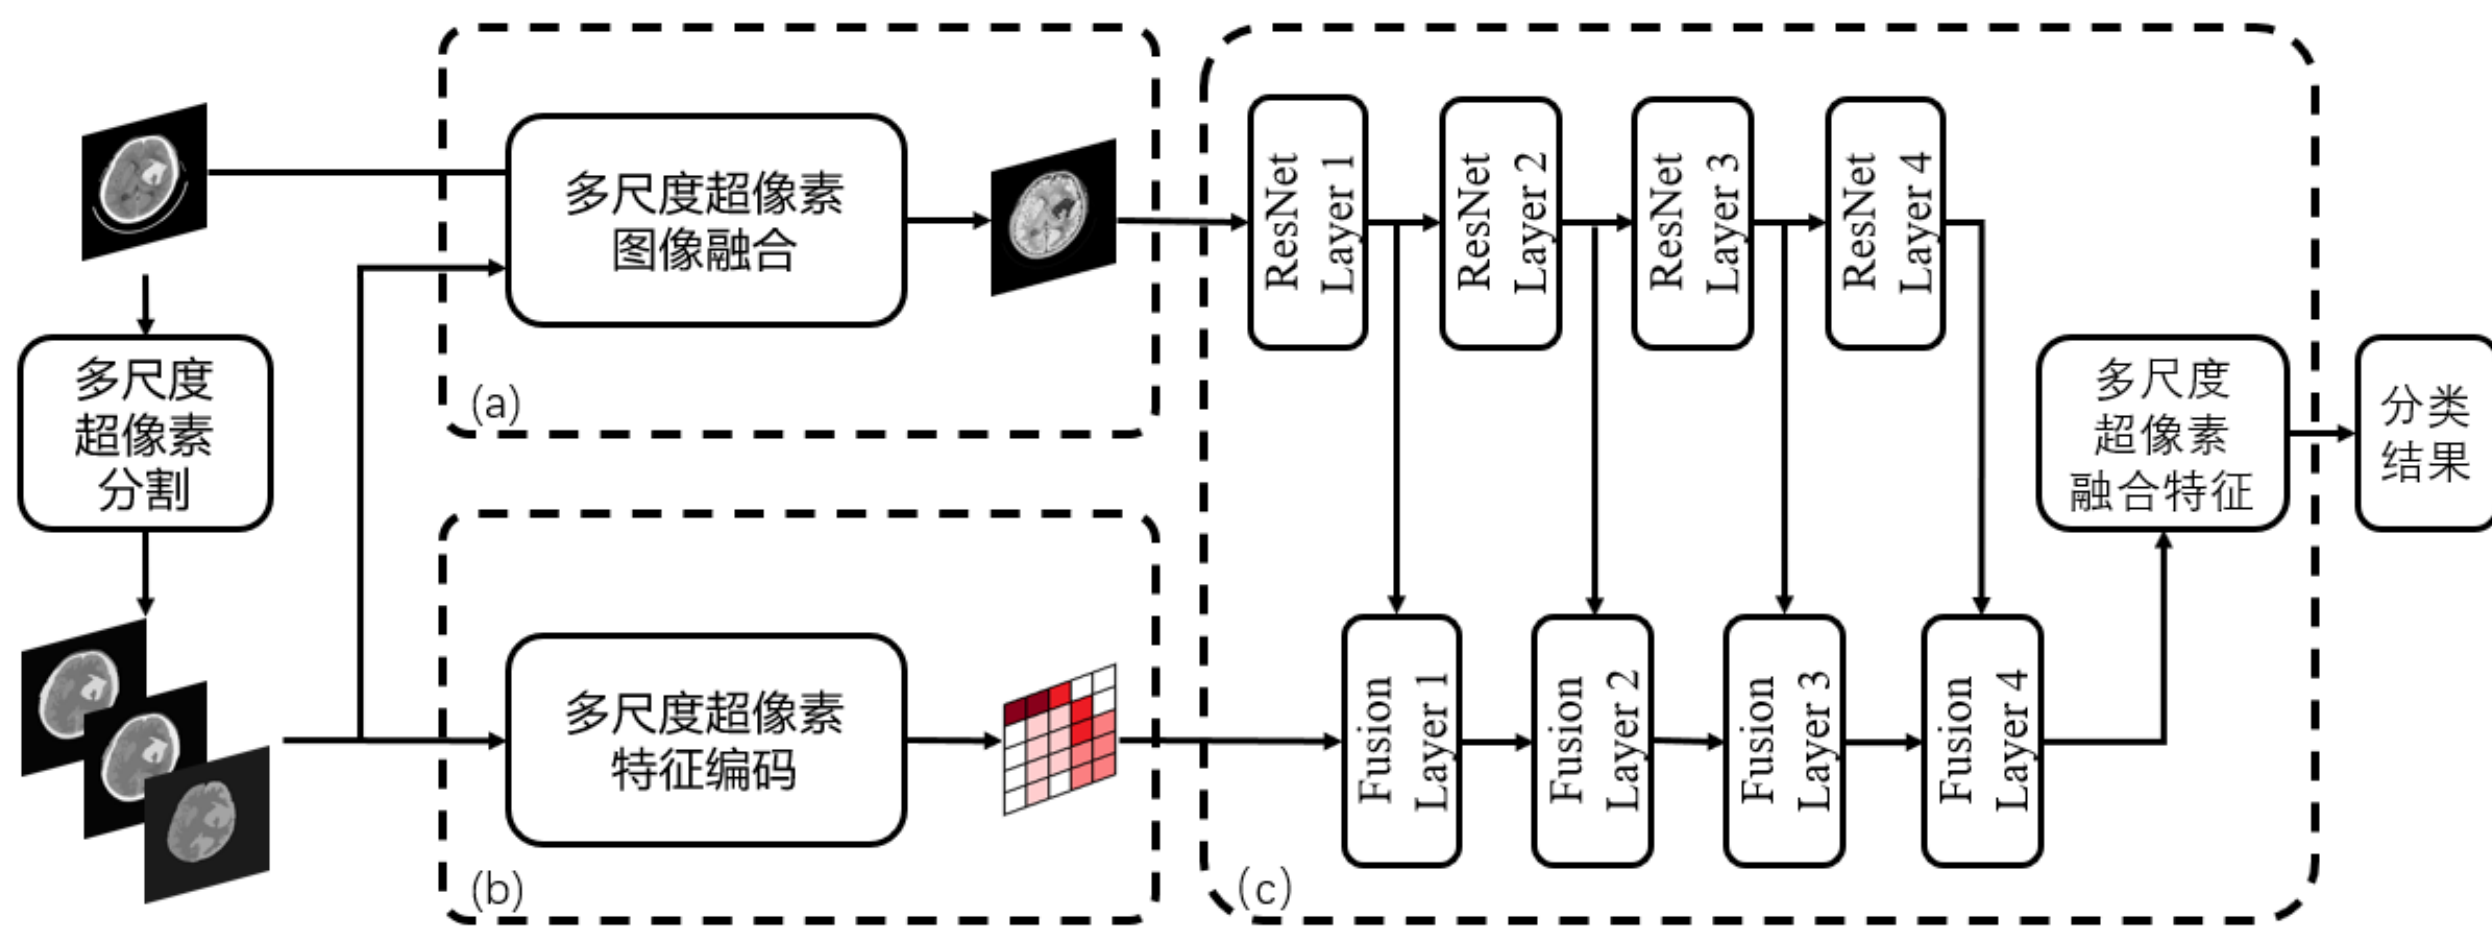 多尺度
超像素
分割
多尺度超像素
图像融合
(a)
多尺度超像素
特征编码
(b)
ResNet
Layer 1
ResNet
Layer 2
ResNet
Layer 3
ResNet
Layer 4
Fusion
Layer 1
Fusion
Layer 2
Fusion
Layer 3
Fusion
Layer 4
(c)
多尺度
超像素
融合特征
分类
结果